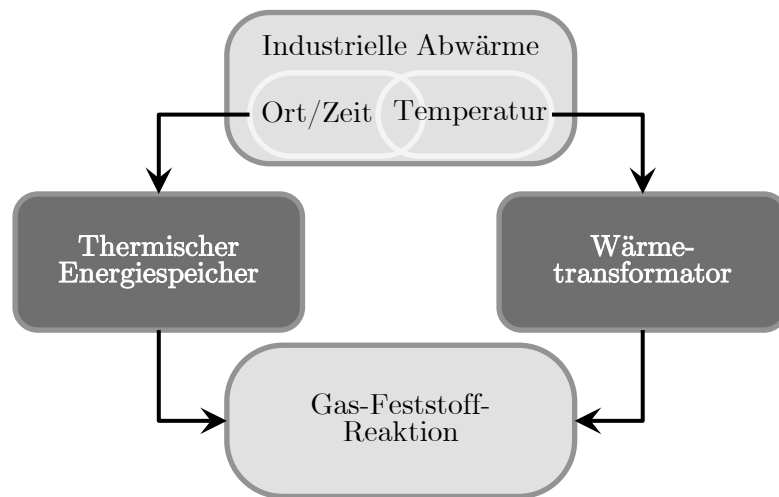 Industrielle Abwärme
Ort/Zeit Temperatur
Thermischer
Energiespeicher
Wärme-
transformator
Gas-Feststoff-
Reaktion